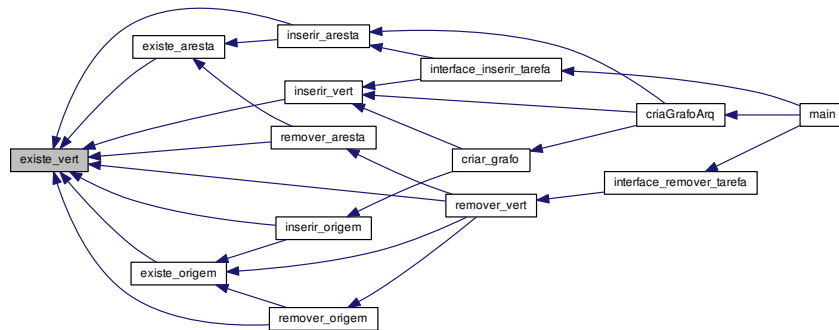 inserir_aresta
existe_aresta
interface_inserir_tarefa
inserir_vert
criaGrafoArq
main
remover_aresta
existe_vert
criar_grafo
interface_remover_tarefa
remover_vert
inserir_origem
existe_origem
remover_origem